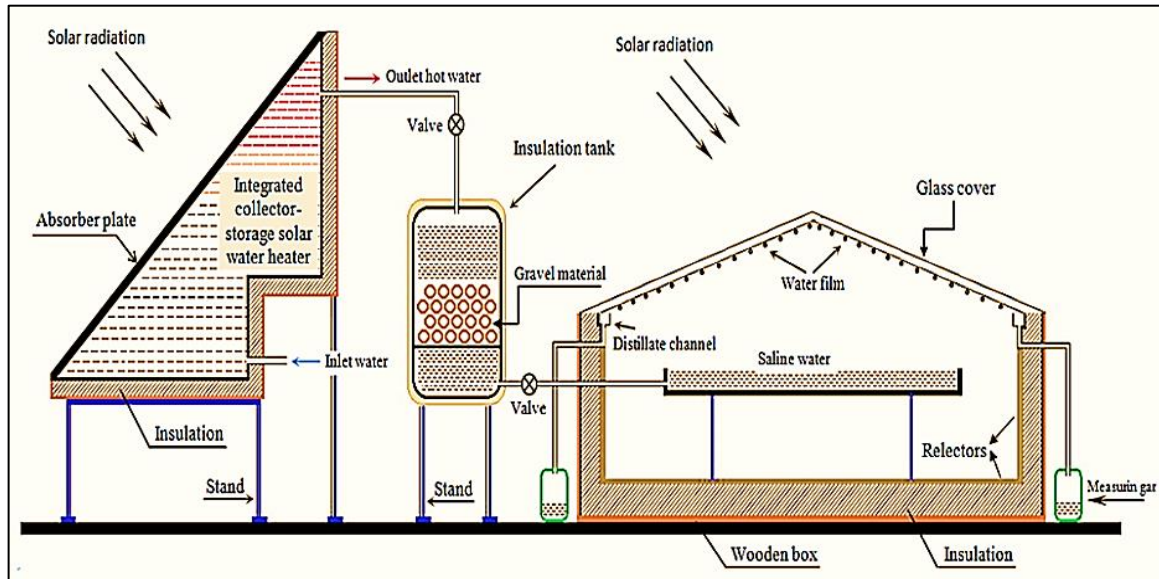 Solar radiation
Solar radiation
Outlet hot water
Valve
Insulation tank
Glass cover
Integrated
collector-
storage solar
water heater
Absorber plate
Gravel material
Water film
Inlet water
Distillate channel
Saline water
Valve
Insulation
Relectors
Stand
Stand
Measurin gar
Wooden box
Insulation